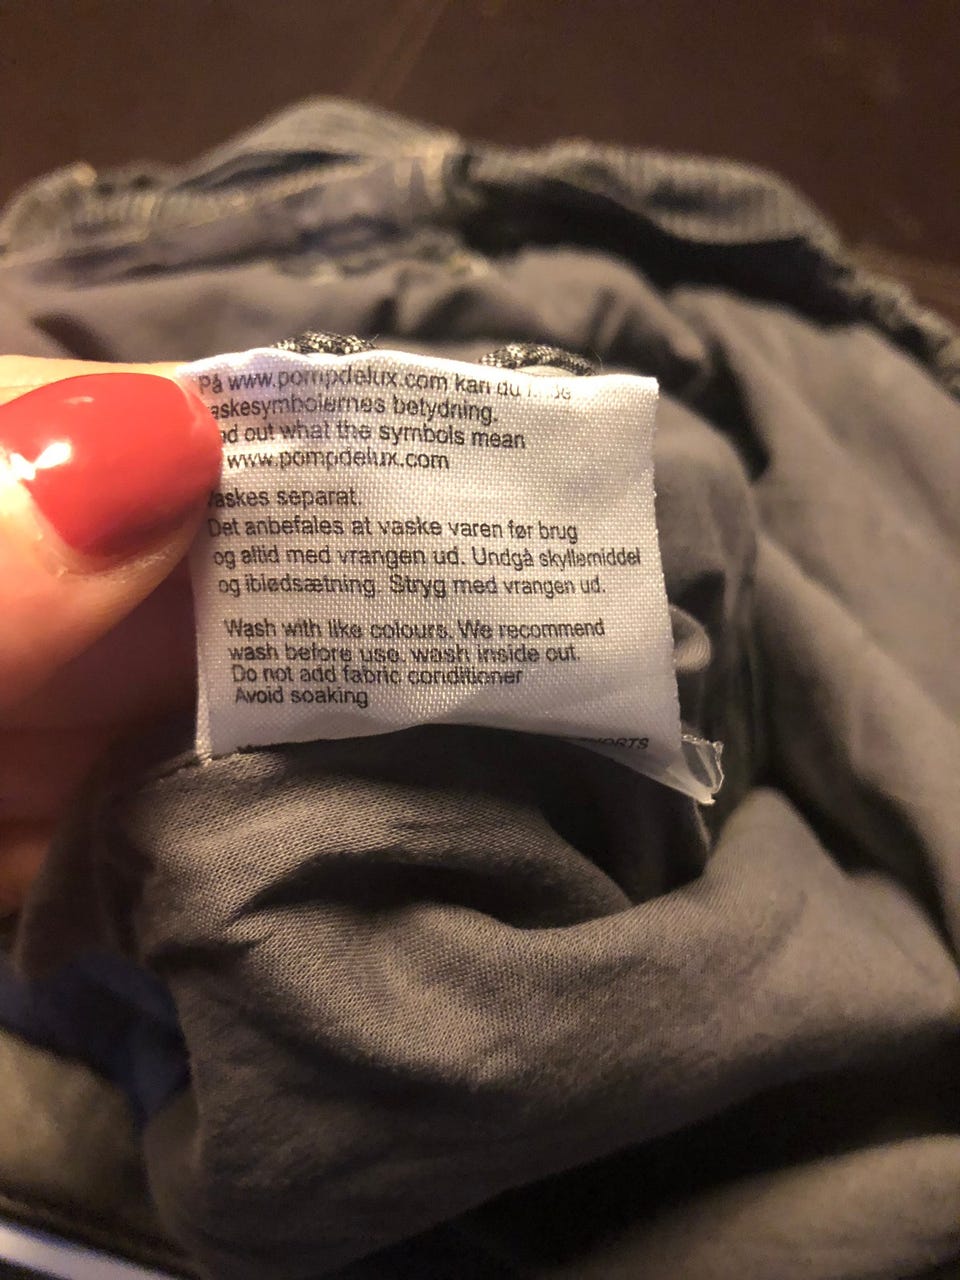 På www.pompdelux.com kan du
askesymbolernes betydning.
nd out what the symbols mean
www.pompdelux.com
askes separat.
Det anbefales at vaske varen før brug
og altid med vrangen ud. Undgå skyllemiddel
og iblødsætning. Stryg med vrangen ud.
Wash with like colours. We recommend
wash before use. wash inside out.
Do not add fabric conditioner
Avoid soaking